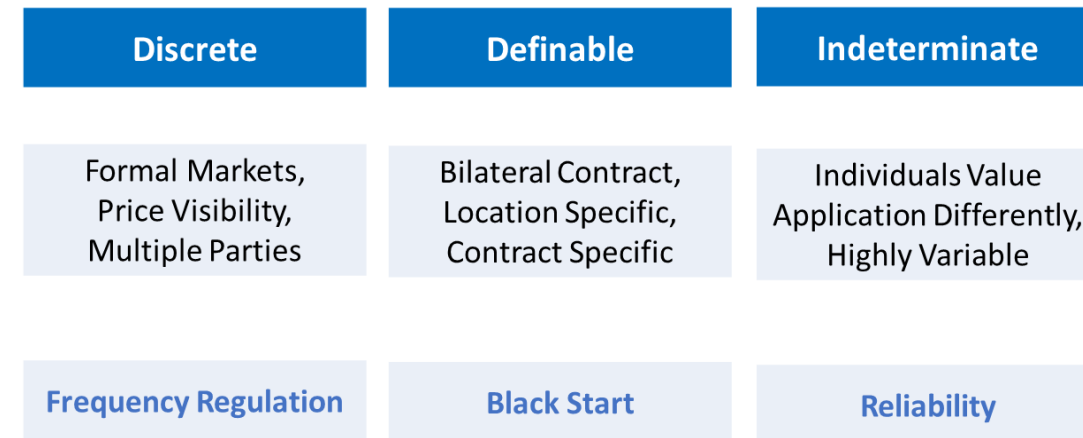 Discrete
Definable
Indeterminate
Formal Markets,
Price Visibility,
Multiple Parties
Bilateral Contract,
Location Specific,
Contract Specific
Individuals Value
Application Differently,
Highly Variable
Frequency Regulation
Black Start
Reliability